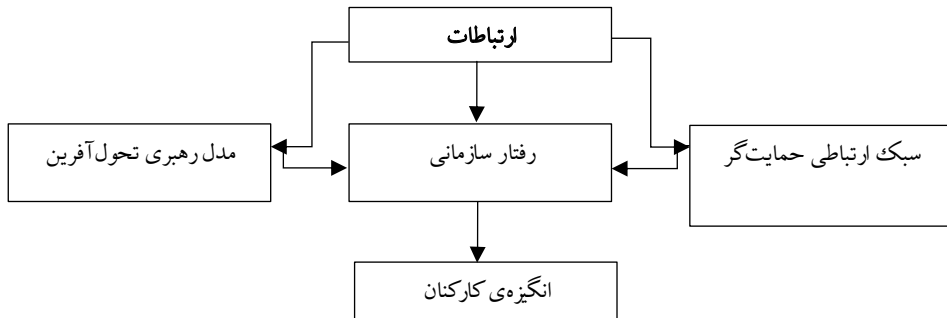 ارتباطات
سبک ارتباطی حمایت‌گر
رفتار سازمانی
مدل رهبری تحول‌آفرین
انگیزه‌ی کارکنان